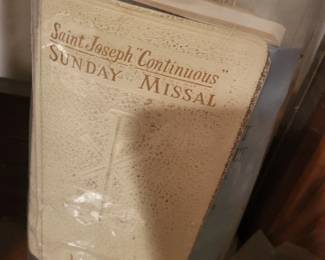 Saint Joseph "Continuous"
SUNDAY MISSAL